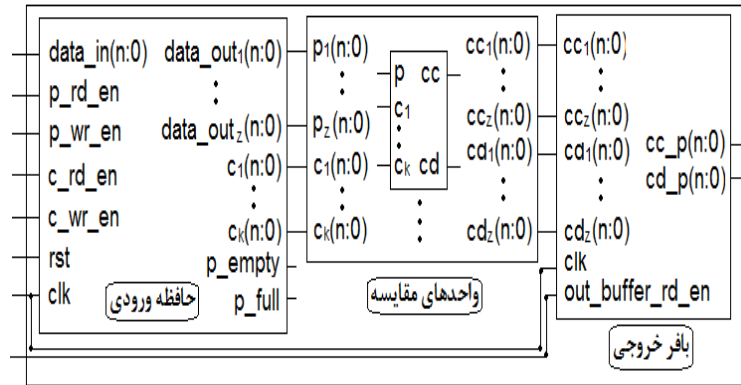 data_in(n:0)
p_rd_en
p_wr_en
c_rd_en
c_wr_en
rst
clk
data_out1(n:0)
data_outz(n:0)
c1(n:0)
ck(n:0)
p_empty
p_full
حافظه ورودی
p1(n:0)
pz(n:0)
c1(n:0)
ck(n:0)
p
c1
ck
cc
cd
cc1(n:0)
ccz(n:0)
cd1(n:0)
cdz(n:0)
واحدهای مقایسه
cc1(n:0)
ccz(n:0)
cd1(n:0)
cdz(n:0)
clk
out_buffer_rd_en
cc_p(n:0)
cd_p(n:0)
بافر خروجی